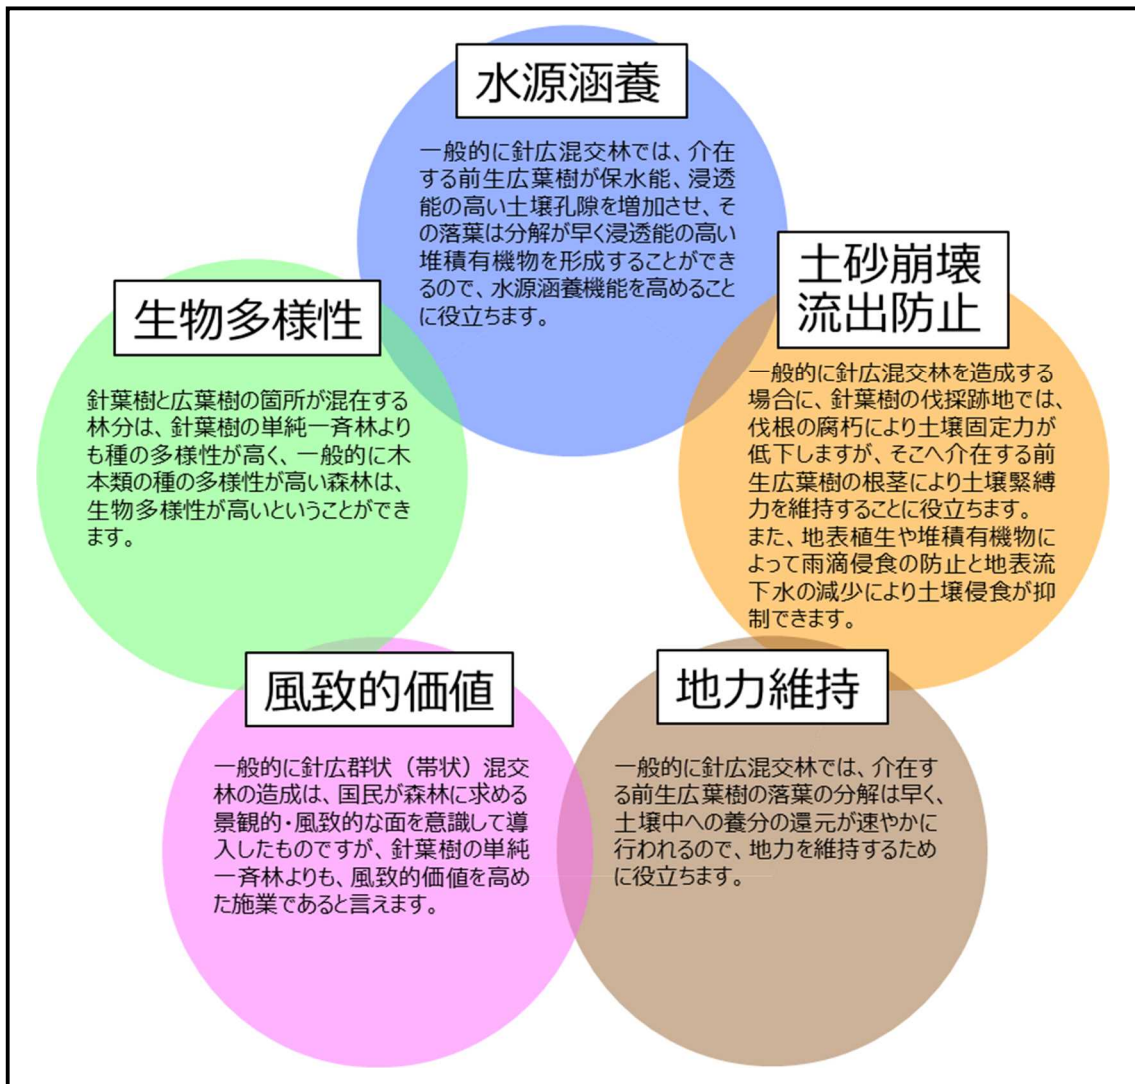 水源涵養
一般的に針広混交林では、介在
する前生広葉樹が保水能、浸透
能の高い土壌孔隙を増加させ、そ
の落葉は分解が早く浸透能の高い
堆積有機物を形成することができ
るので、水源涵養機能を高めること
に役立ちます。
土砂崩壊
流出防止
一般的に針広混交林を造成する
場合に、針葉樹の伐採跡地では、
伐根の腐朽により土壌固定力が
低下しますが、そこへ介在する前
生広葉樹の根茎により土壌緊縛
力を維持することに役立ちます。
また、地表植生や堆積有機物に
よって雨滴侵食の防止と地表流
下水の減少により土壌侵食が抑
制できます。
生物多様性
針葉樹と広葉樹の箇所が混在する
林分は、針葉樹の単純一斉林より
も種の多様性が高く、一般的に木
本類の種の多様性が高い森林は、
生物多様性が高いということができ
ます。
風致的価値
一般的に針広群状（帯状）混交
林の造成は、国民が森林に求める
景観的・風致的な面を意識して導
入したものですが、針葉樹の単純
一斉林よりも、風致的価値を高め
た施業であると言えます。
地力維持
一般的に針広混交林では、介在す
る前生広葉樹の落葉の分解は早く、
土壌中への養分の還元が速やかに
行われるので、地力を維持するため
に役立ちます。